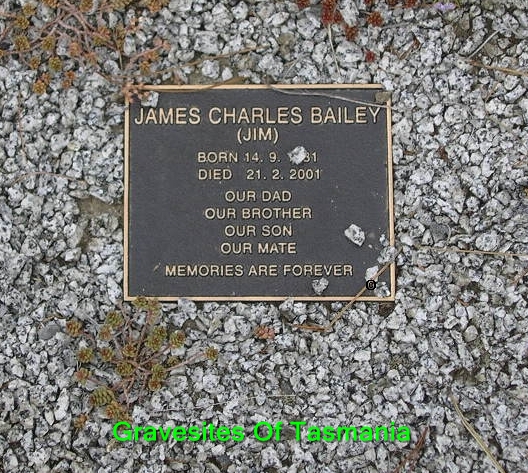 JAMES CHARLES BAILEY
(JIM)
BORN 14. 9.
DIED 21. 2. 2001
OUR DAD
OUR BROTHER
OUR SON
OUR MATE
MEMORIES ARE FOREVER
Gravesites Of Tasmania